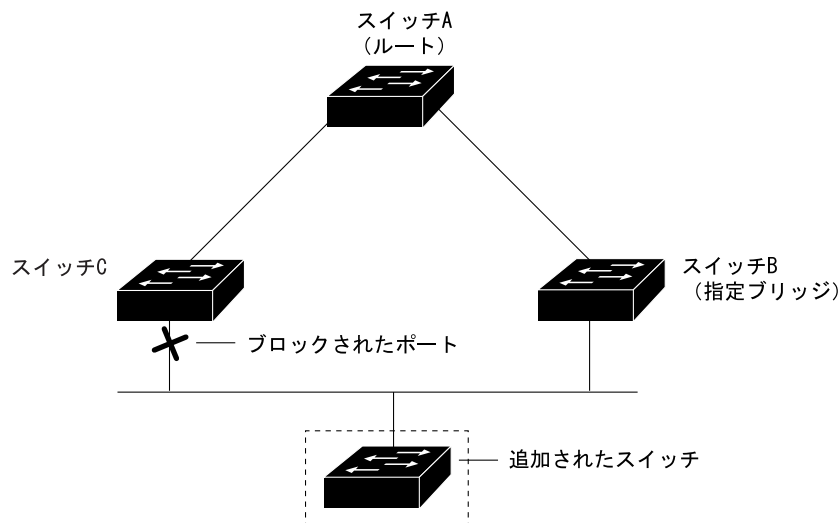 スイッチA
（ルート）
スイッチC
スイッチB
（指定ブリッジ）
ブロックされたポート
追加されたスイッチ